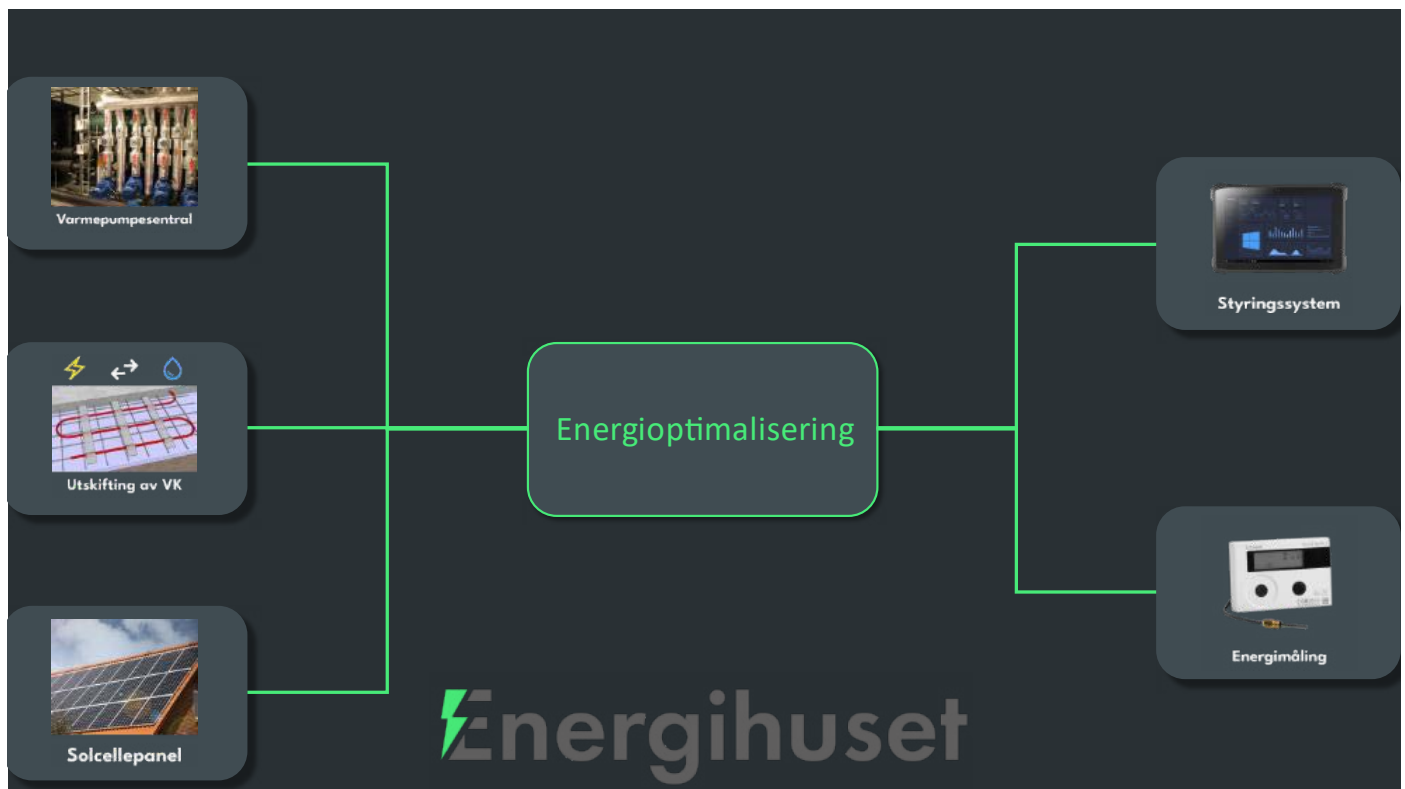 Varmepumpesentral
Utskifting av VK
Solcellepanel
Energioptimalisering
Styringssystem
Energimåling
Energihuset